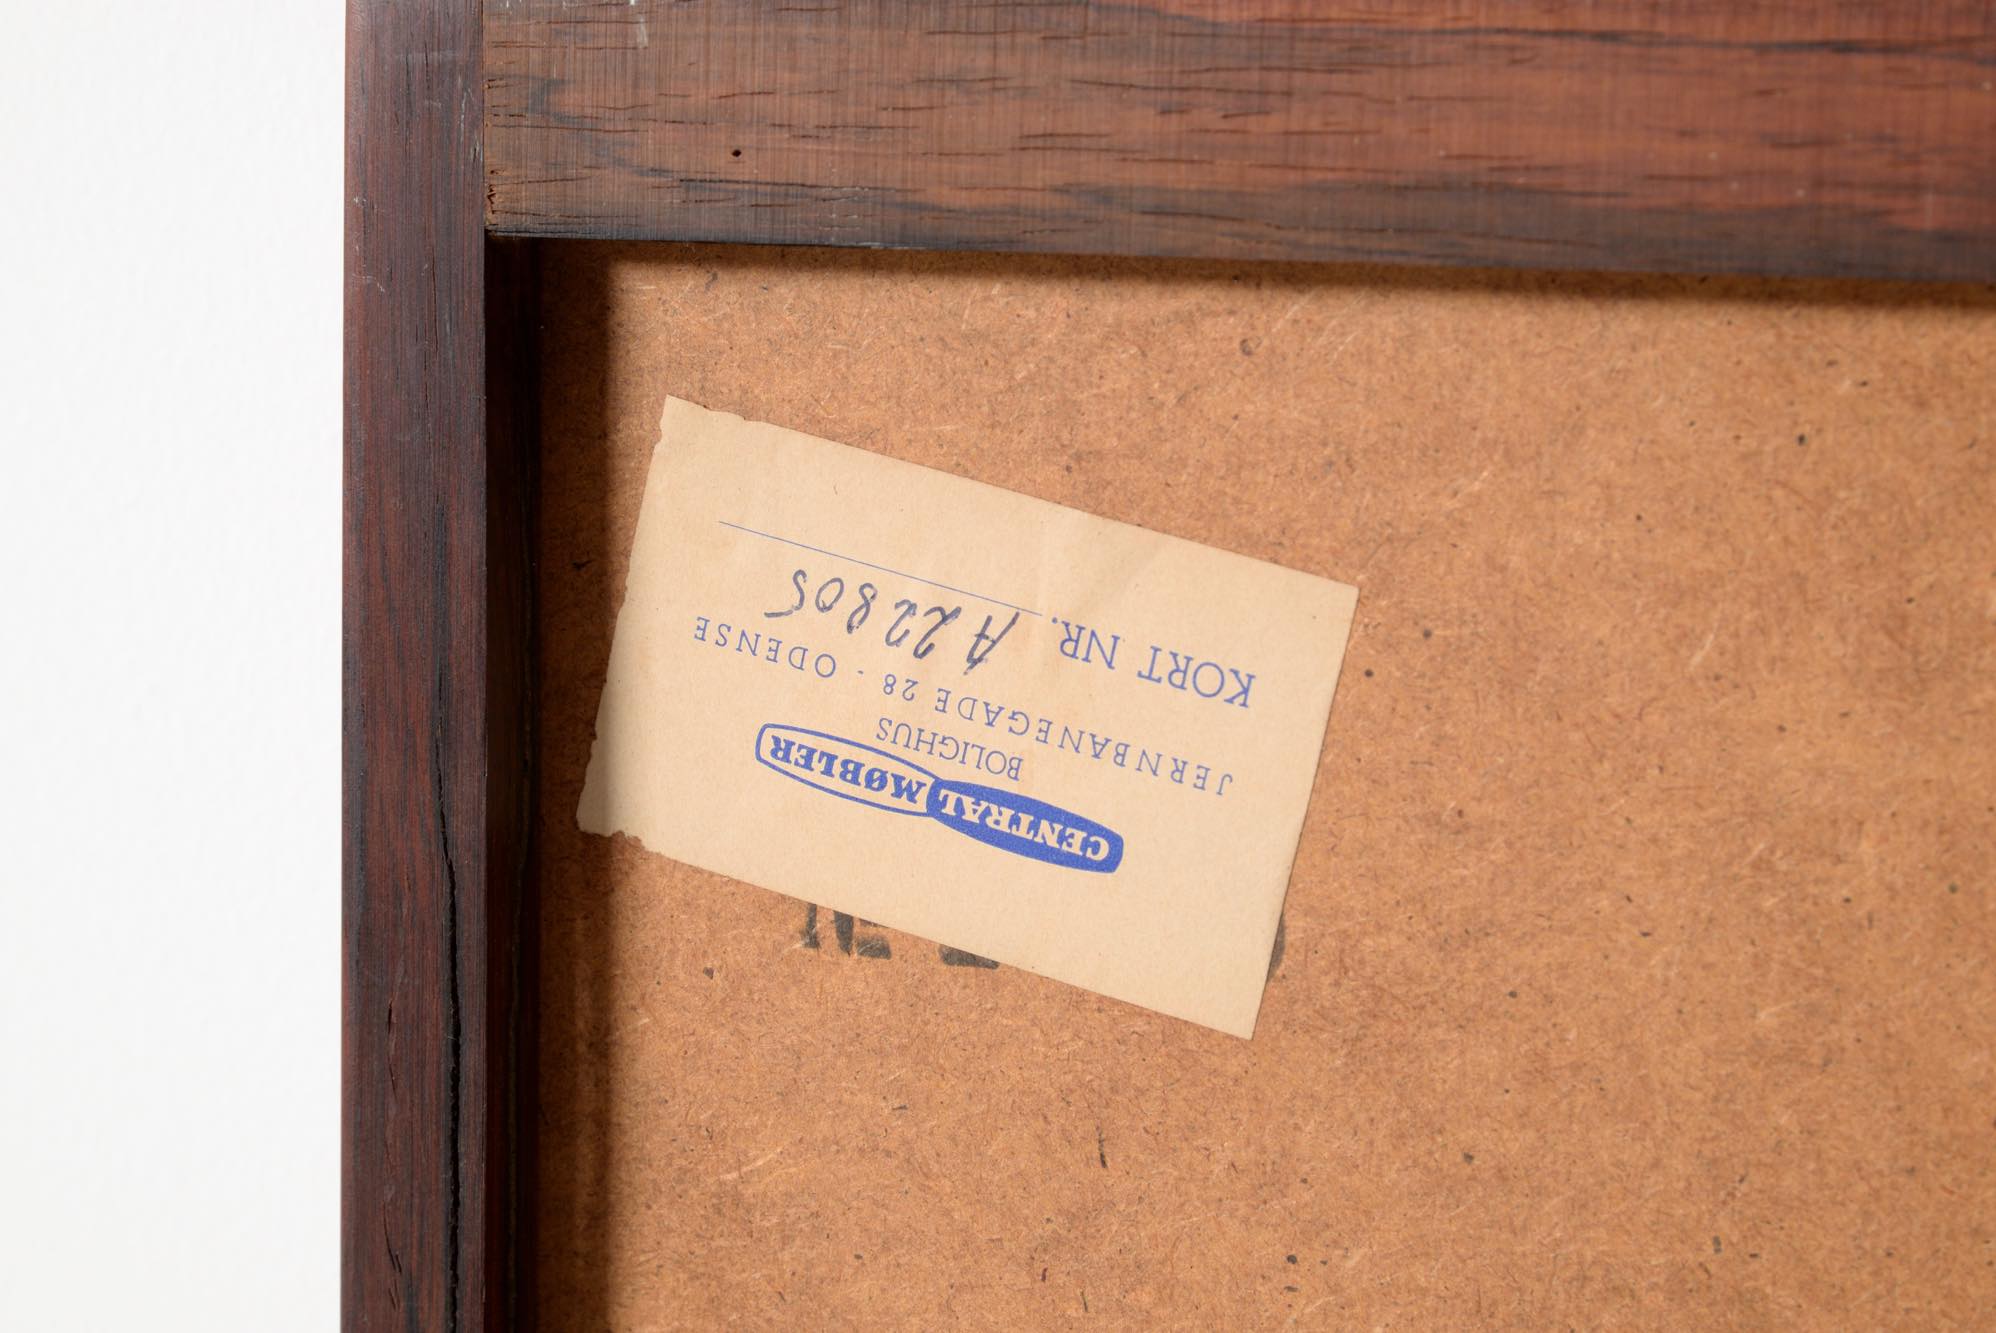 CENTRAL MØBLER
BOLIGHUS
JERNBANEGADE 28 - ODENSE
KORT NR. A22805